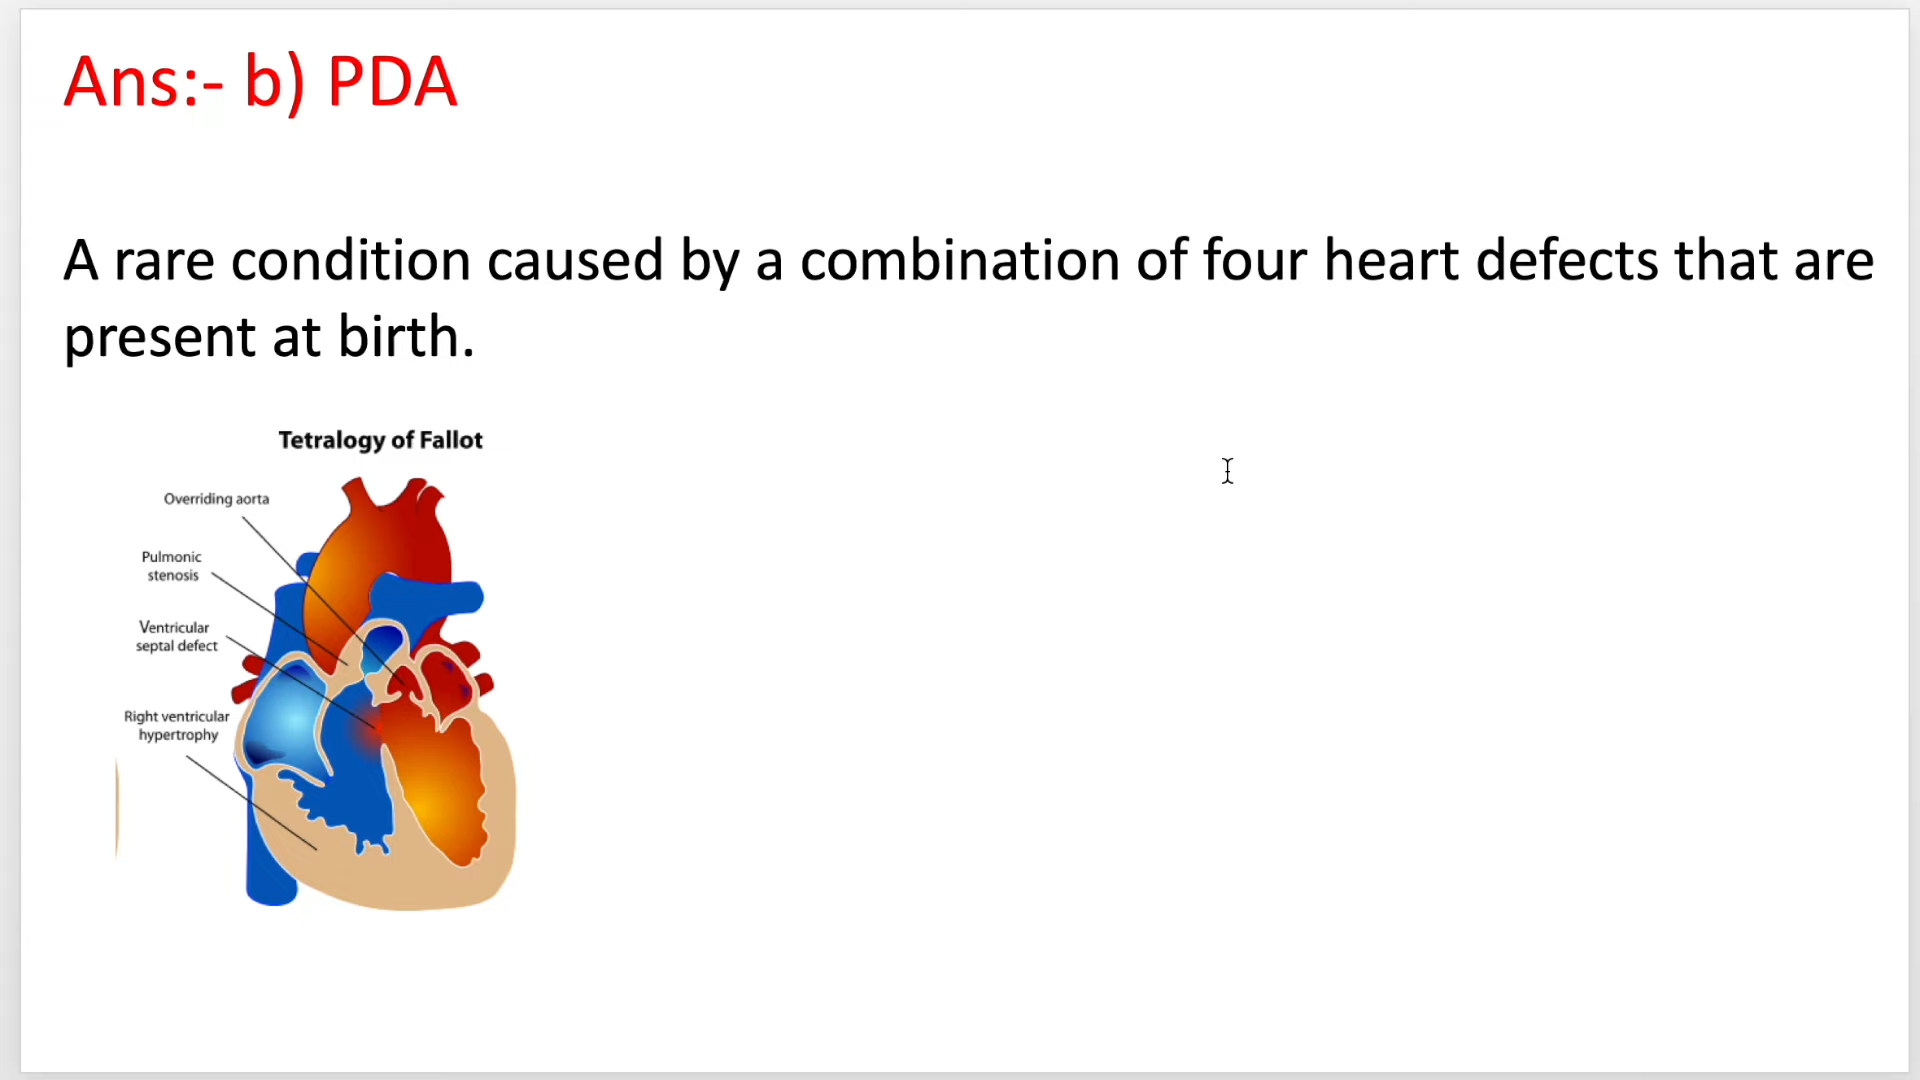 Ans:- b) PDA
A rare condition caused by a combination of four heart defects that are
present at birth.
Tetralogy of Fallot
Overriding aorta
Pulmonic
stenosis
Ventricular
septal defect
Right ventricular
hypertrophy